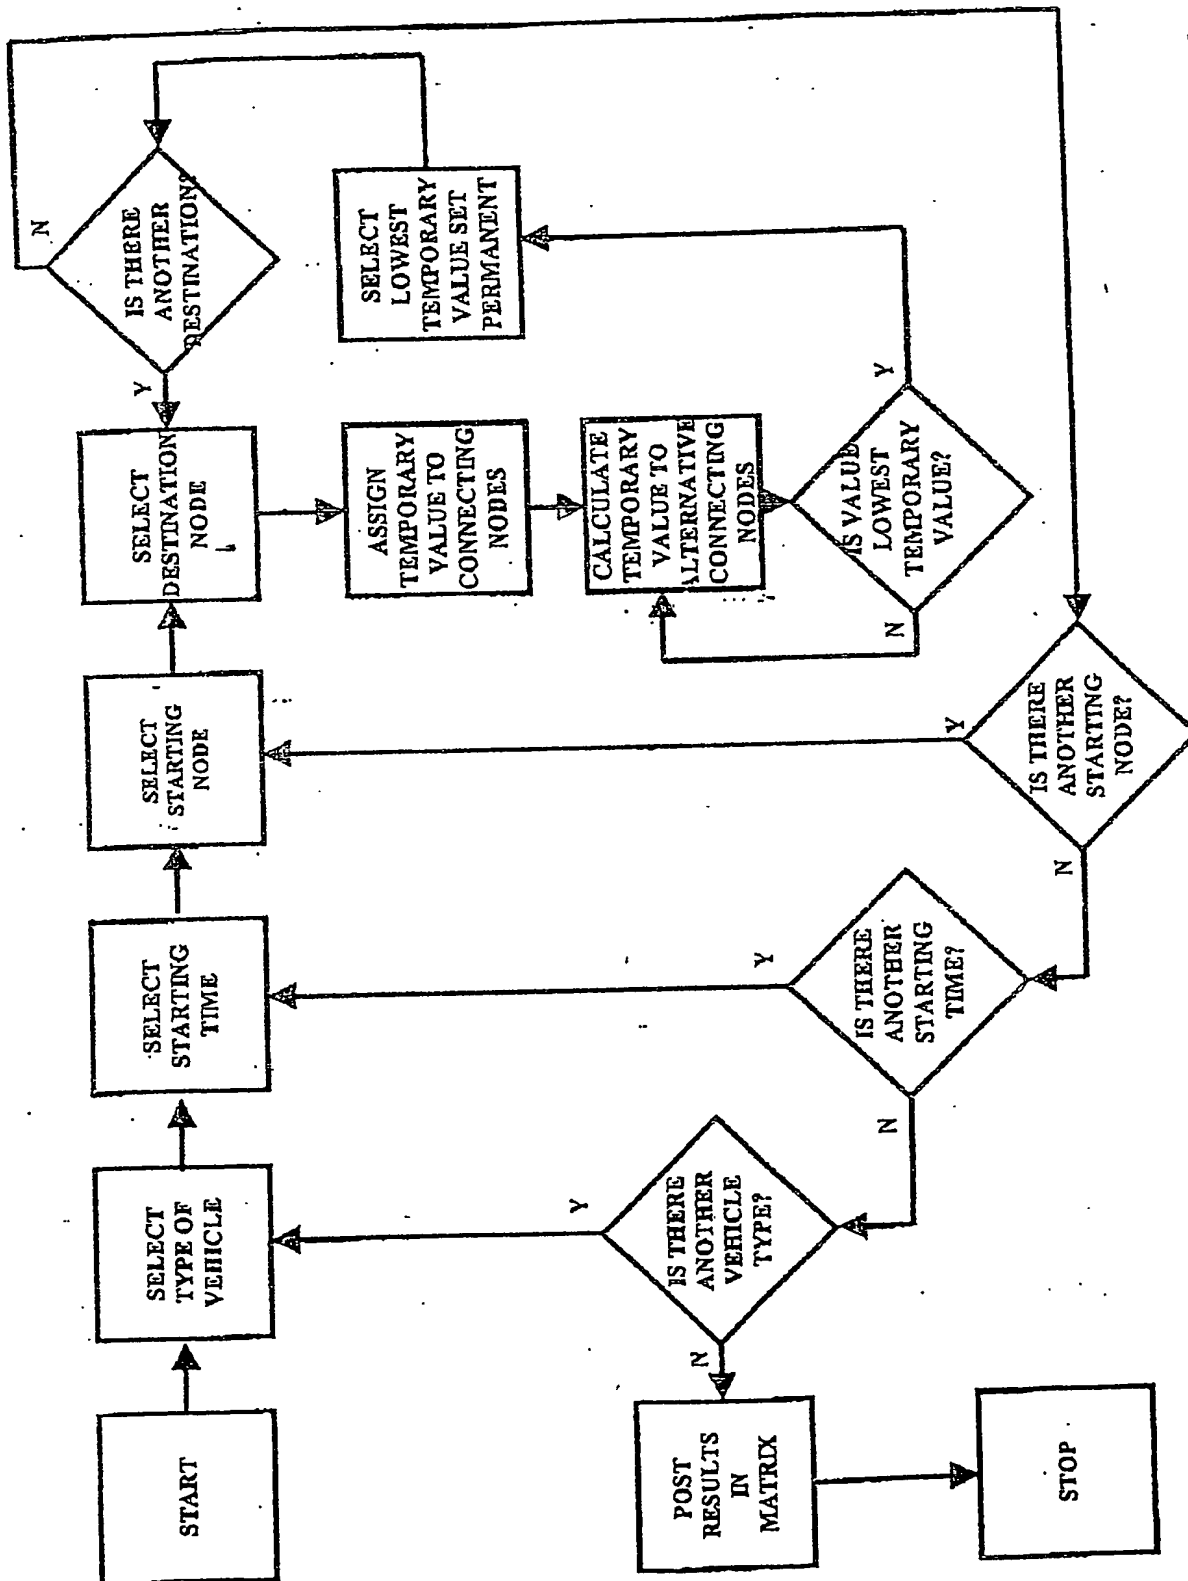 START
SELECT
TYPE OF
VEHICLE
SELECT
STARTING
TIME
SELECT
STARTING
NODE
SELECT
DESTINATION
NODE
Y
IS THERE
ANOTHER
DESTINATION?
N
ASSIGN
TEMPORARY
VALUE TO
CONNECTING
NODES
SELECT
LOWEST
TEMPORARY
VALUE SET
PERMANENT
CALCULATE
TEMPORARY
VALUE TO
ALTERNATIVE
CONNECTING
NODES
N
IS VALUE
LOWEST
TEMPORARY
VALUE?
Y
Y
IS THERE
ANOTHER
STARTING
NODE?
N
Y
IS THERE
ANOTHER
STARTING
TIME?
N
Y
IS THERE
ANOTHER
VEHICLE
TYPE?
N
POST
RESULTS
IN
MATRIX
STOP